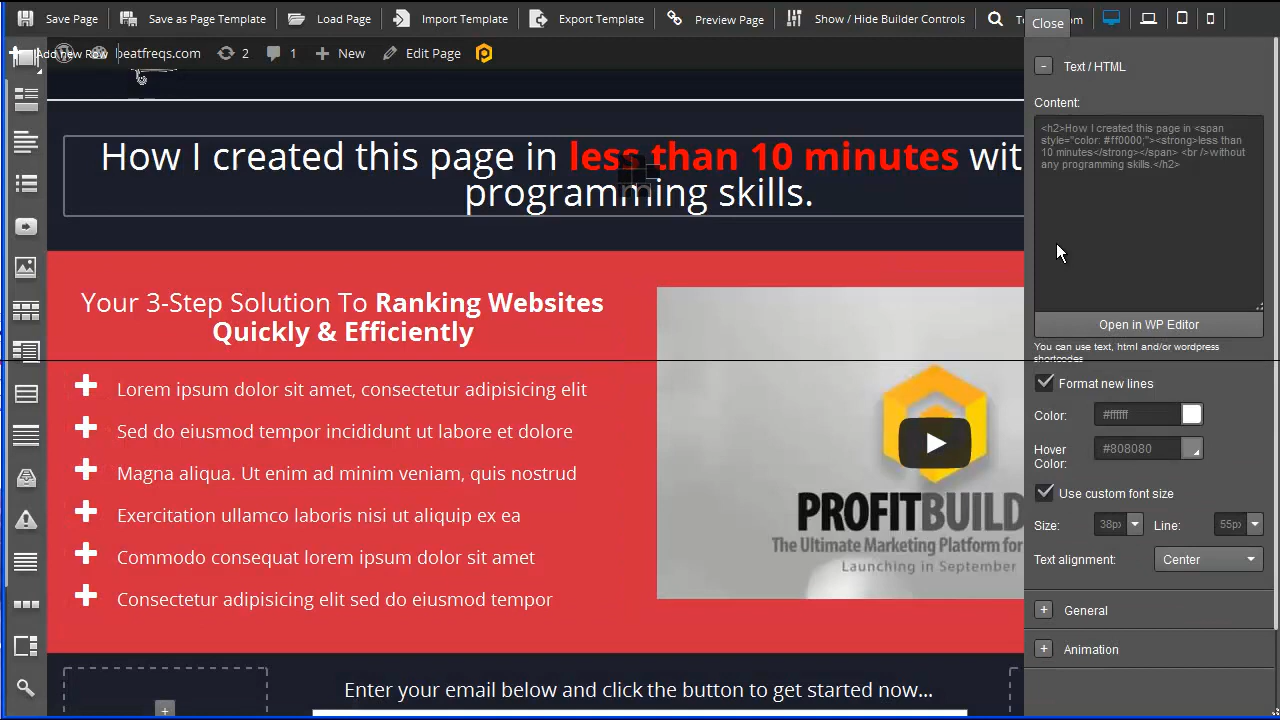 Save Page Save as Page Template Load Page Import Template Export Template Preview Page Show / Hide Builder Controls
Close
Add new Row beatfreqs.com 2 1 New Edit Page
Text / HTML
Content:
<h2>How I created this page in <span
style="color: #ff0000;"><strong>less than
10 minutes</strong></span> <br />without
any programming skills.</h2>
Open in WP Editor
You can use text, html and/or wordpress
shortcodes
Format new lines
Color: #ffffff
Hover
Color: #808080
Use custom font size
Size: 38px Line: 55px
Text alignment: Center
General
Animation
How I created this page in less than 10 minutes wit
programming skills.
Your 3-Step Solution To Ranking Websites
Quickly & Efficiently
Lorem ipsum dolor sit amet, consectetur adipisicing elit
Sed do eiusmod tempor incididunt ut labore et dolore
Magna aliqua. Ut enim ad minim veniam, quis nostrud
Exercitation ullamco laboris nisi ut aliquip ex ea
Commodo consequat lorem ipsum dolor sit amet
Consectetur adipisicing elit sed do eiusmod tempor
PROFITBUILD
The Ultimate Marketing Platform for
Launching in September
Enter your email below and click the button to get started now...